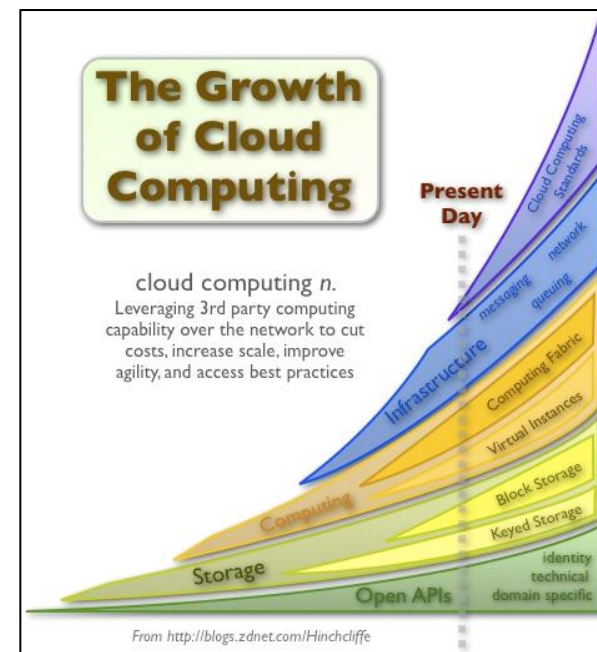 The Growth
of Cloud
Computing
Present
Day
cloud computing n.
Leveraging 3rd party computing
capability over the network to cut
costs, increase scale, improve
agility, and access best practices
Cloud Computing
Standards
network
messaging
queuing
Infrastructure
Computing Fabric
Virtual Instances
Computing
Block Storage
Keyed Storage
Storage
Open APIs
identity
technical
domain specific
From http://blogs.zdnet.com/Hinchcliffe